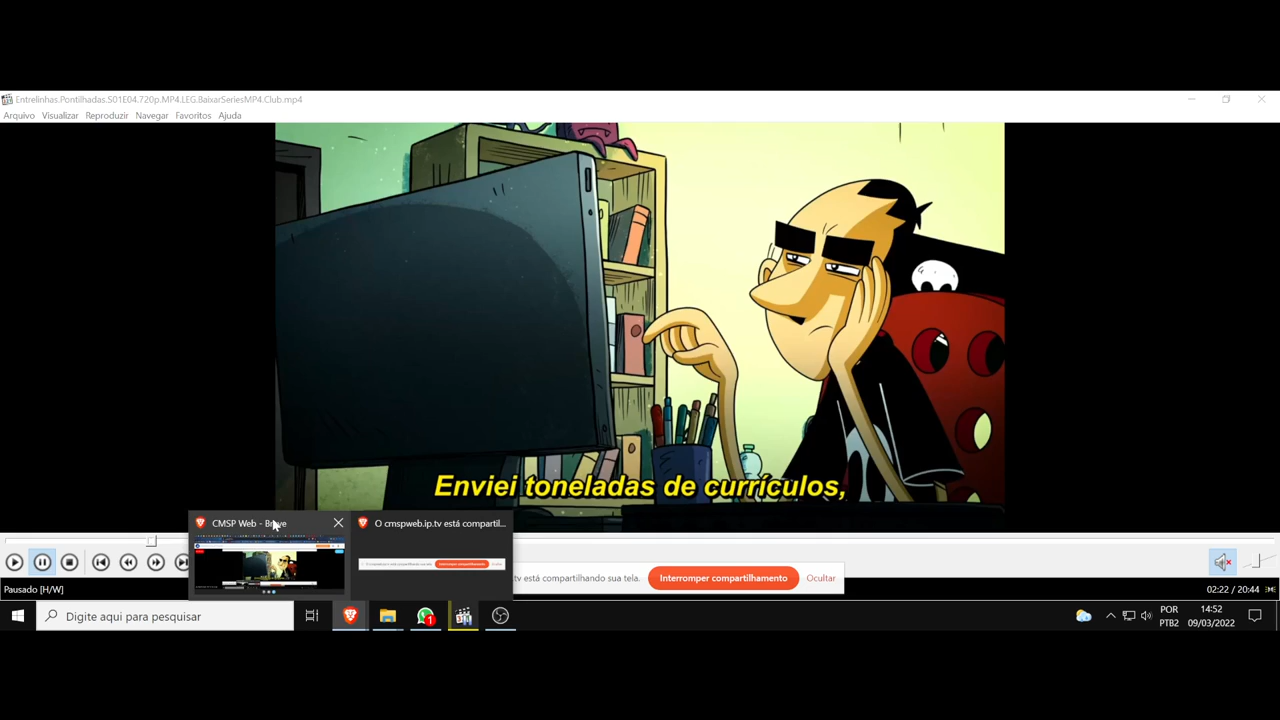 Entrelinhas.Pontilhadas.S01E04.720p.MP4.LEG.BaixarSeriesMP4.Club.mp4
Arquivo Visualizar Reproduzir Navegar Favoritos Ajuda
Enviei toneladas de currículos,
CMSP Web - Brave
O cmspweb.ip.tv está compartil...
.tv está compartilhando sua tela.
Interromper compartilhamento
Ocultar
Pausado [H/W]
02:22 / 20:44
Digite aqui para pesquisar
1
POR
PTB2
14:52
09/03/2022